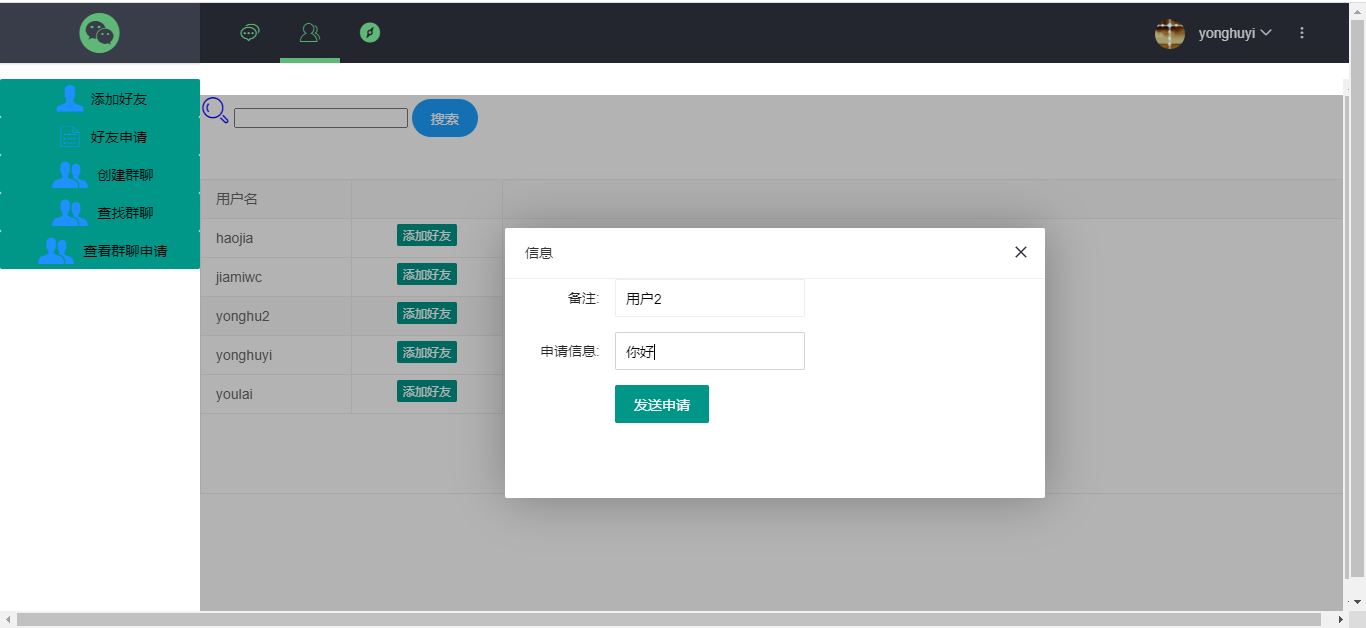 yonghuyi
添加好友
好友申请
创建群聊
查找群聊
查看群聊申请
搜索
用户名
haojia 添加好友
jiamiwc 添加好友
yonghu2 添加好友
yonghuyi 添加好友
youlai 添加好友
信息
备注: 用户2
申请信息: 你好
发送申请